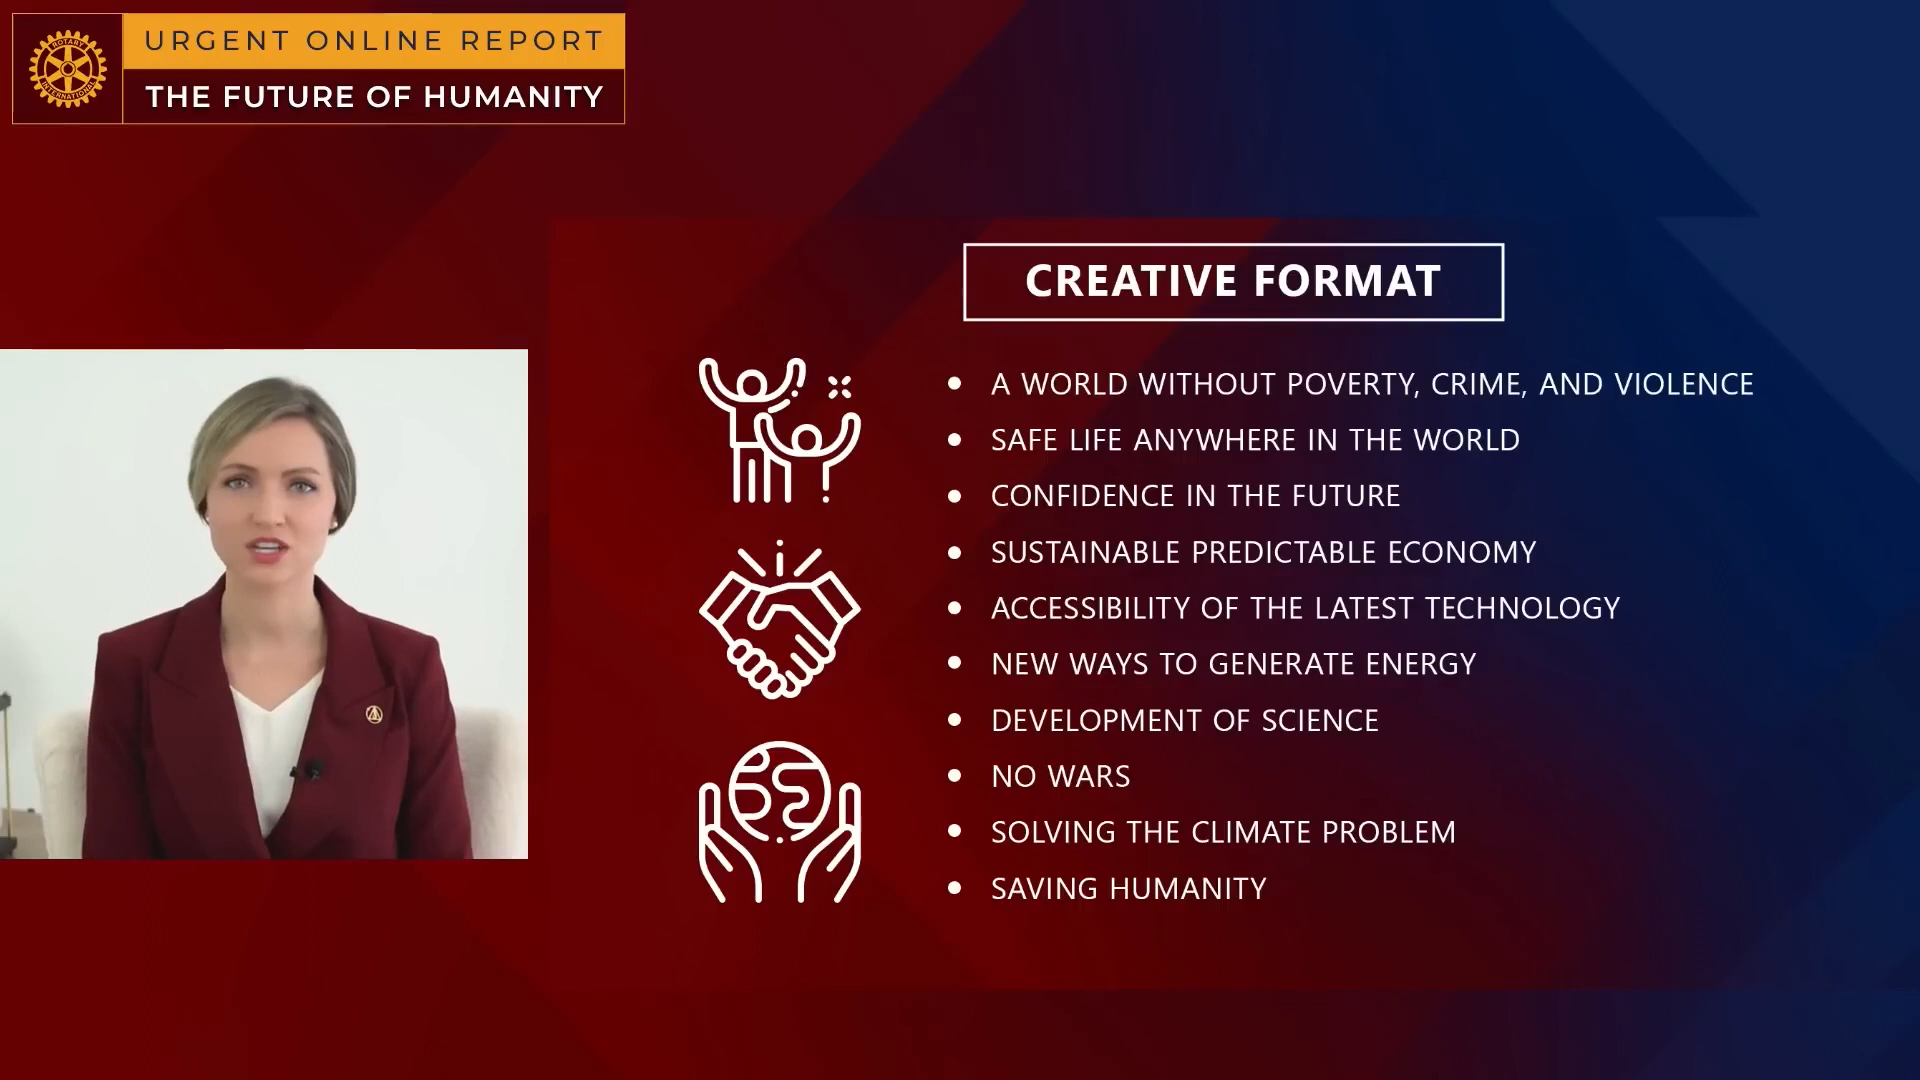 ROTARY
INTERNATIONAL
URGENT ONLINE REPORT
THE FUTURE OF HUMANITY
CREATIVE FORMAT
A WORLD WITHOUT POVERTY, CRIME, AND VIOLENCE
SAFE LIFE ANYWHERE IN THE WORLD
CONFIDENCE IN THE FUTURE
SUSTAINABLE PREDICTABLE ECONOMY
ACCESSIBILITY OF THE LATEST TECHNOLOGY
NEW WAYS TO GENERATE ENERGY
DEVELOPMENT OF SCIENCE
NO WARS
SOLVING THE CLIMATE PROBLEM
SAVING HUMANITY